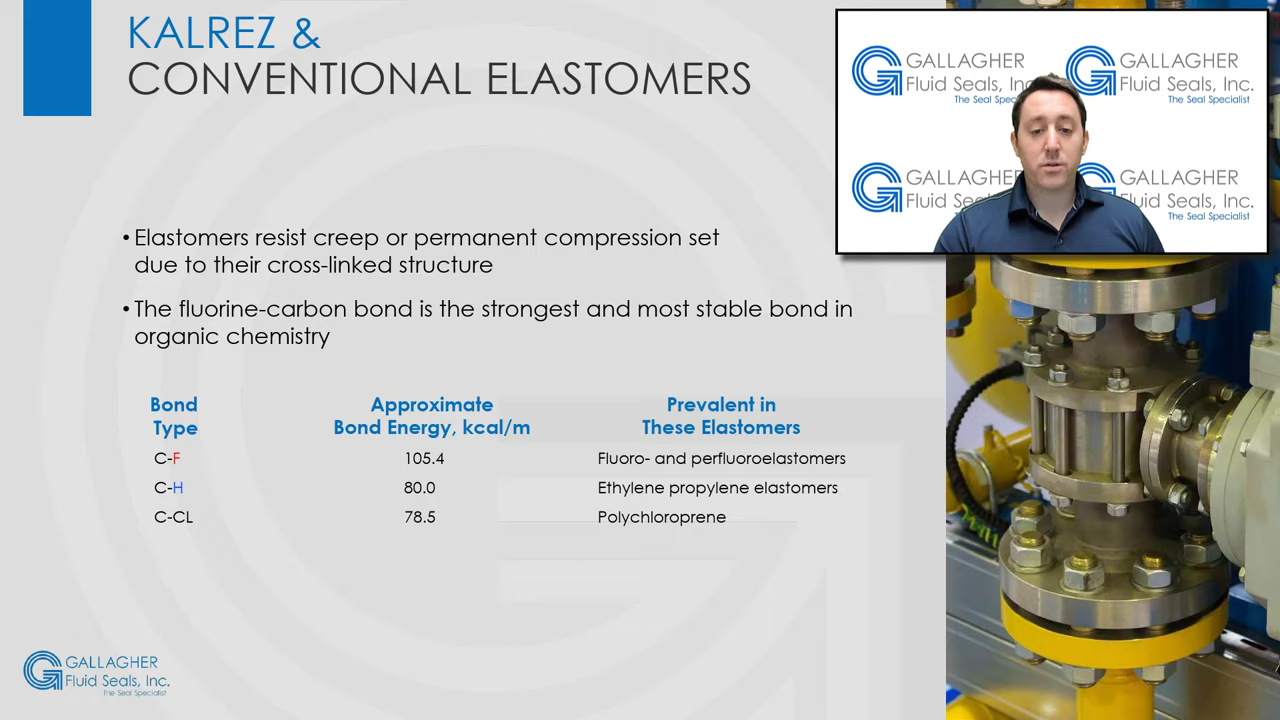 KALREZ &
CONVENTIONAL ELASTOMERS
GALLAGHER
Fluid Seals, Inc.
The Seal Specialist
GALLAGHER
Fluid Seals, Inc.
The Seal Specialist
GALLAGHER
Fluid
GALLAGHER
Fluid Seals, Inc.
The Seal Specialist
• Elastomers resist creep or permanent compression set
due to their cross-linked structure
• The fluorine-carbon bond is the strongest and most stable bond in
organic chemistry
Bond
Type
Approximate
Bond Energy, kcal/m
Prevalent in
These Elastomers
C-F 105.4 Fluoro- and perfluoroelastomers
C-H 80.0 Ethylene propylene elastomers
C-CL 78.5 Polychloroprene
GALLAGHER
Fluid Seals, Inc.
The Seal Specialist